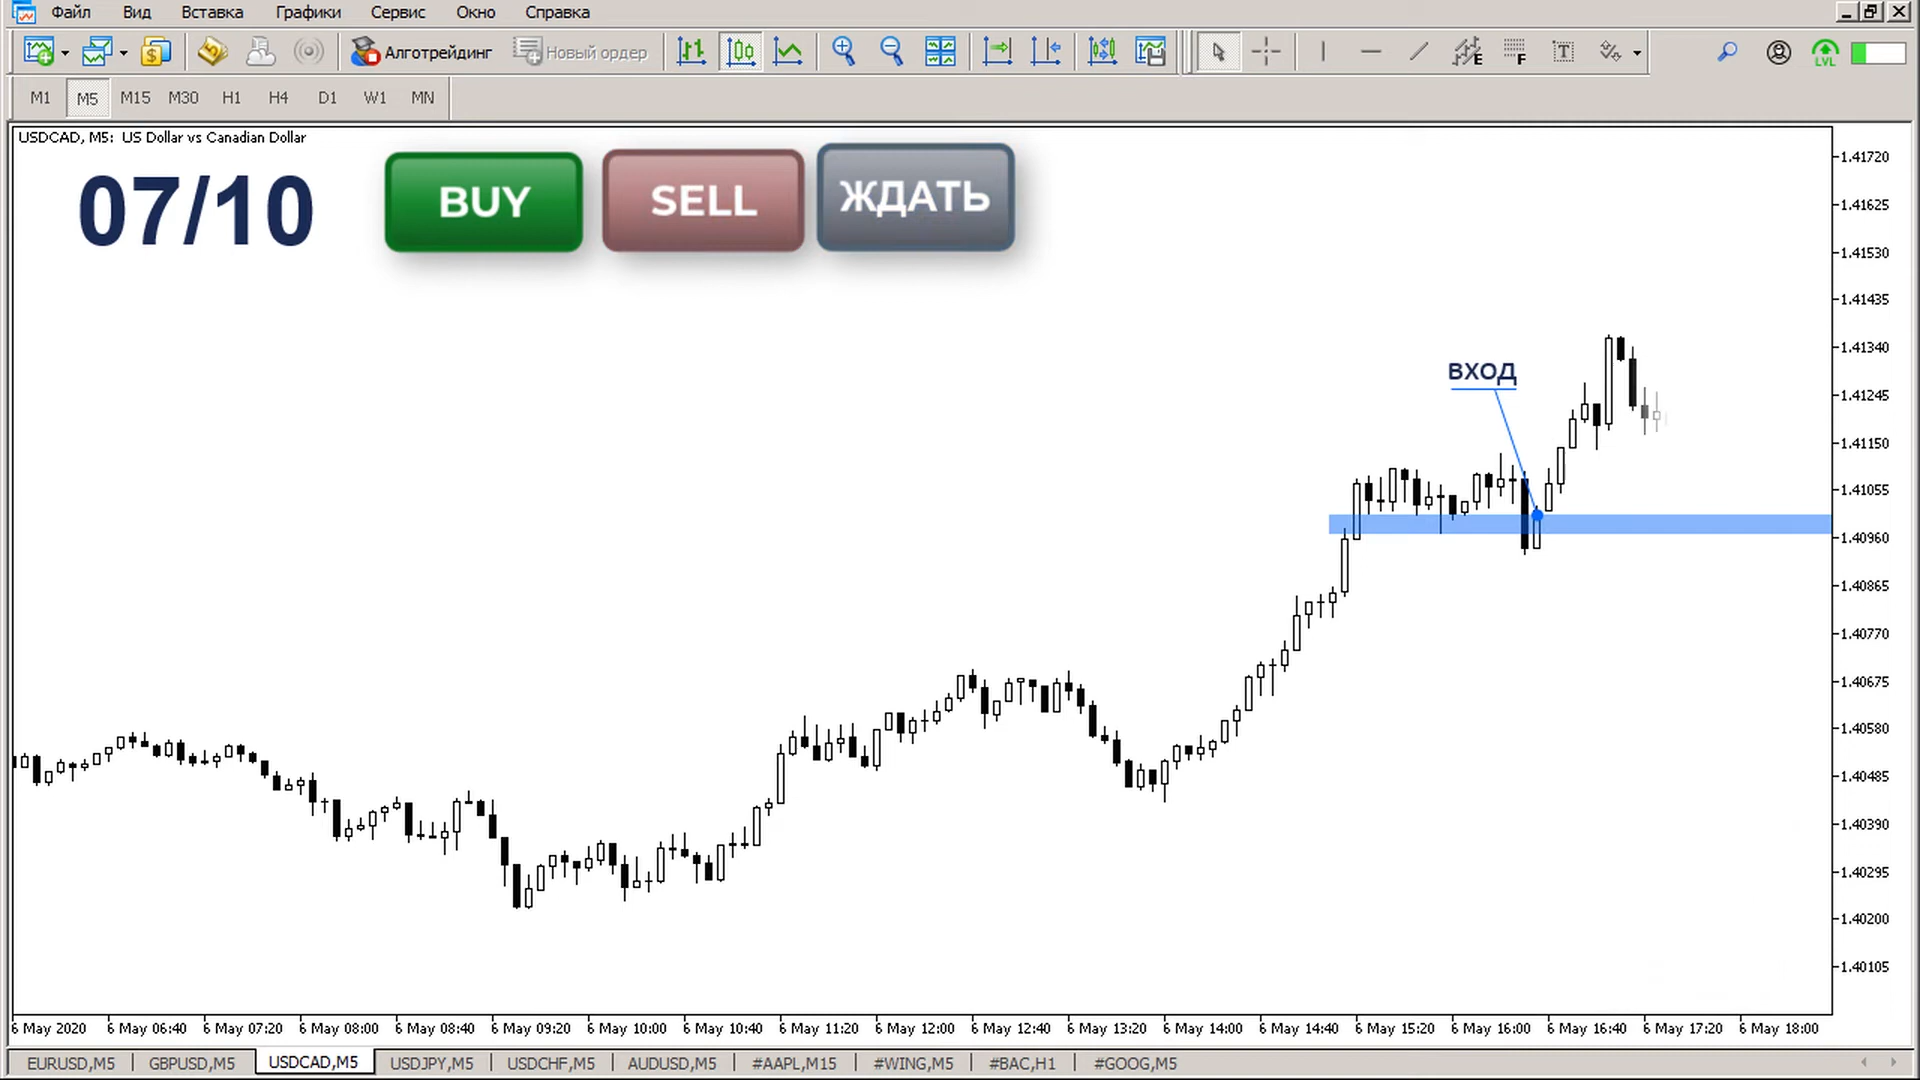 Файл Вид Вставка Графики Сервис Окно Справка
Алготрейдинг Новый ордер E F T LVL
M1 M5 M15 M30 H1 H4 D1 W1 MN
USDCAD, M5: US Dollar vs Canadian Dollar
07/10 BUY SELL ЖДАТЬ
1.41720
1.41625
1.41530
1.41435
1.41340
ВХОД
1.41245
1.41150
1.41055
1.40960
1.40865
1.40770
1.40675
1.40580
1.40485
1.40390
1.40295
1.40200
1.40105
6 May 2020 6 May 06:40 6 May 07:20 6 May 08:00 6 May 08:40 6 May 09:20 6 May 10:00 6 May 10:40 6 May 11:20 6 May 12:00 6 May 12:40 6 May 13:20 6 May 14:00 6 May 14:40 6 May 15:20 6 May 16:00 6 May 16:40 6 May 17:20 6 May 18:00
EURUSD,M5 GBPUSD,M5 USDCAD,M5 USDJPY,M5 USDCHF,M5 AUDUSD,M5 #AAPL,M15 #WING,M5 #BAC,H1 #GOOG,M5